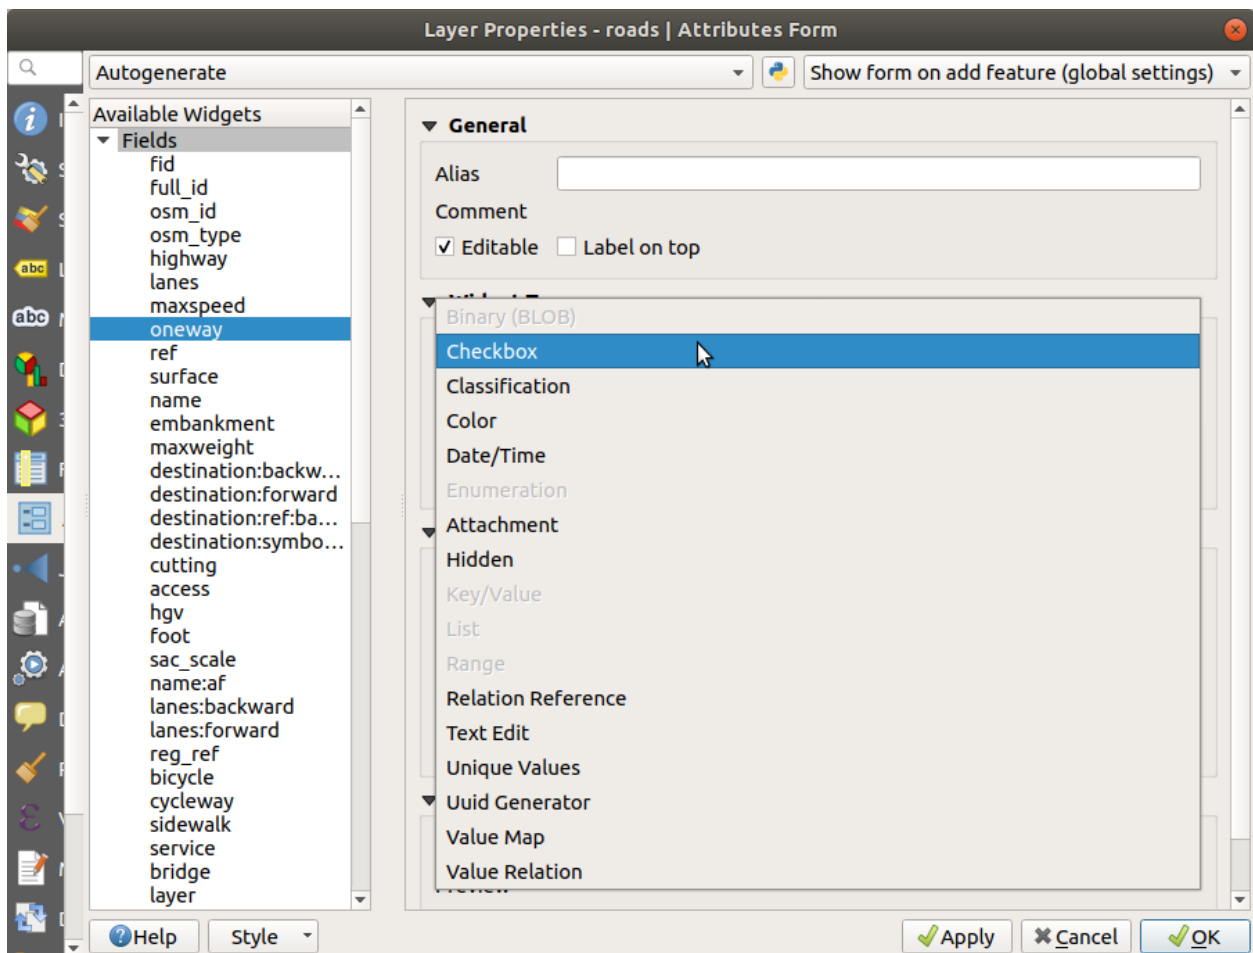 Layer Properties - roads | Attributes Form
Autogenerate
Show form on add feature (global settings)
Available Widgets
Fields
fid
full_id
osm_id
osm_type
highway
lanes
maxspeed
oneway
ref
surface
name
embankment
maxweight
destination:backw...
destination:forward
destination:ref:ba...
destination:symbo...
cutting
access
hgv
foot
sac_scale
name:af
lanes:backward
lanes:forward
reg_ref
bicycle
cycleway
sidewalk
service
bridge
layer
General
Alias
Comment
Editable Label on top
Binary (BLOB)
Checkbox
Classification
Color
Date/Time
Enumeration
Attachment
Hidden
Key/Value
List
Range
Relation Reference
Text Edit
Unique Values
Uuid Generator
Value Map
Value Relation
abc
abc
Help Style Apply Cancel OK